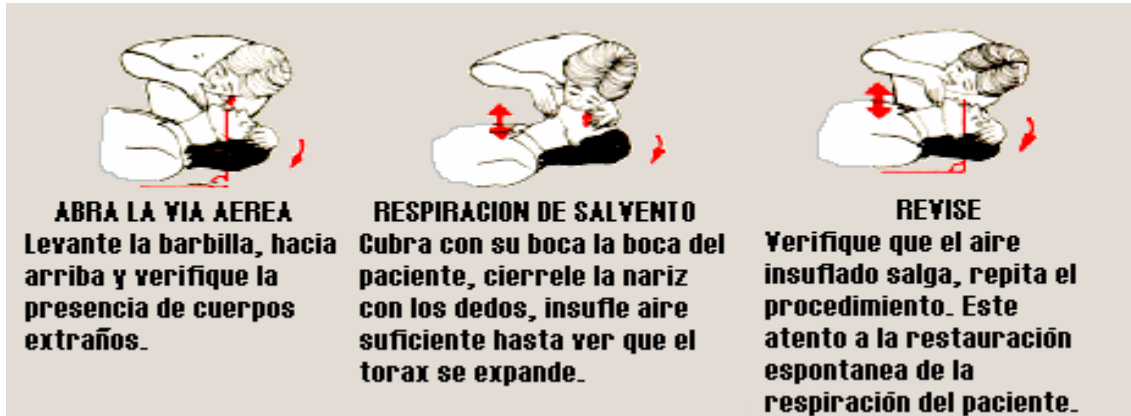 ABRA LA VIA AEREA
Levante la barbilla, hacia
arriba y verifique la
presencia de cuerpos
extraños.
RESPIRACION DE SALVENTO
Cubra con su boca la boca del
paciente, cierrele la nariz
con los dedos, insufle aire
suficiente hasta ver que el
torax se expande.
REVISE
Verifique que el aire
insuflado salga, repita el
procedimiento. Este
atento a la restauración
espontanea de la
respiración del paciente.